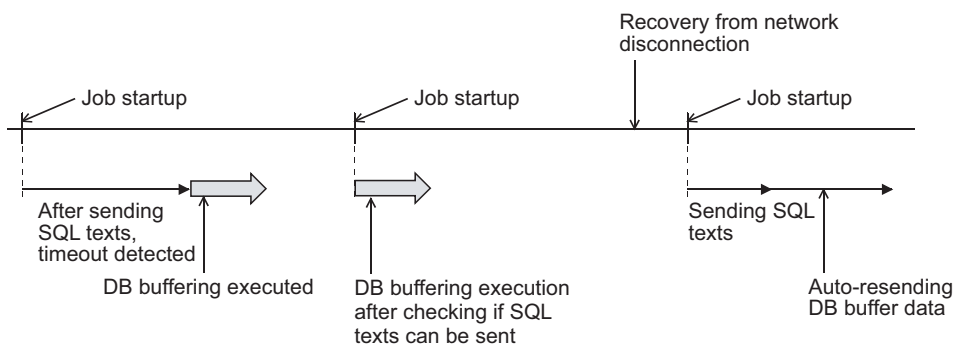 Recovery from network
disconnection
Job startup
Job startup
Job startup
After sending
SQL texts,
timeout detected
DB buffering executed
DB buffering execution
after checking if SQL
texts can be sent
Sending SQL
texts
Auto-resending
DB buffer data